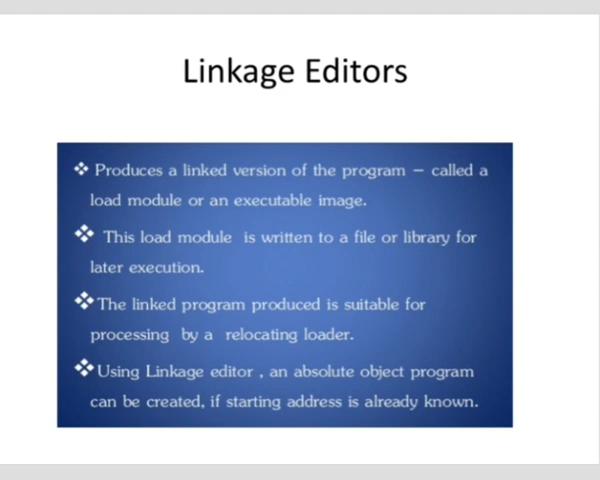 Linkage Editors
❖ Produces a linked version of the program – called a
load module or an executable image.
❖ This load module is written to a file or library for
later execution.
❖ The linked program produced is suitable for
processing by a relocating loader.
❖ Using Linkage editor , an absolute object program
can be created, if starting address is already known.